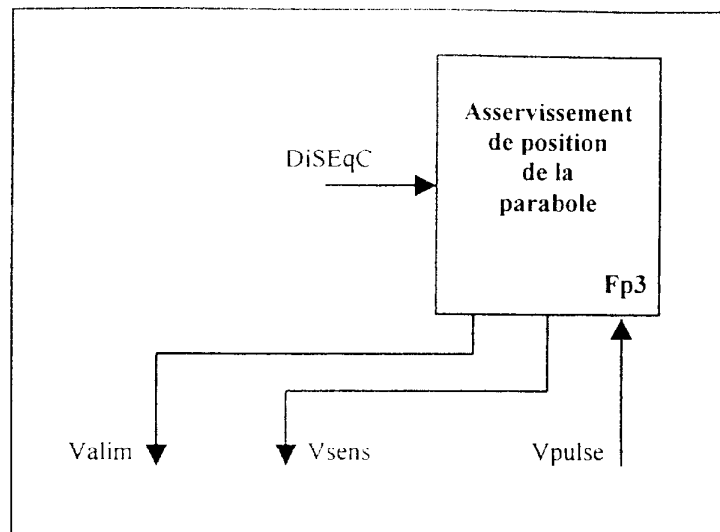 Asservissement
de position
de la
parabole
DiSEqC
Fp3
Valim
Vsens
Vpulse